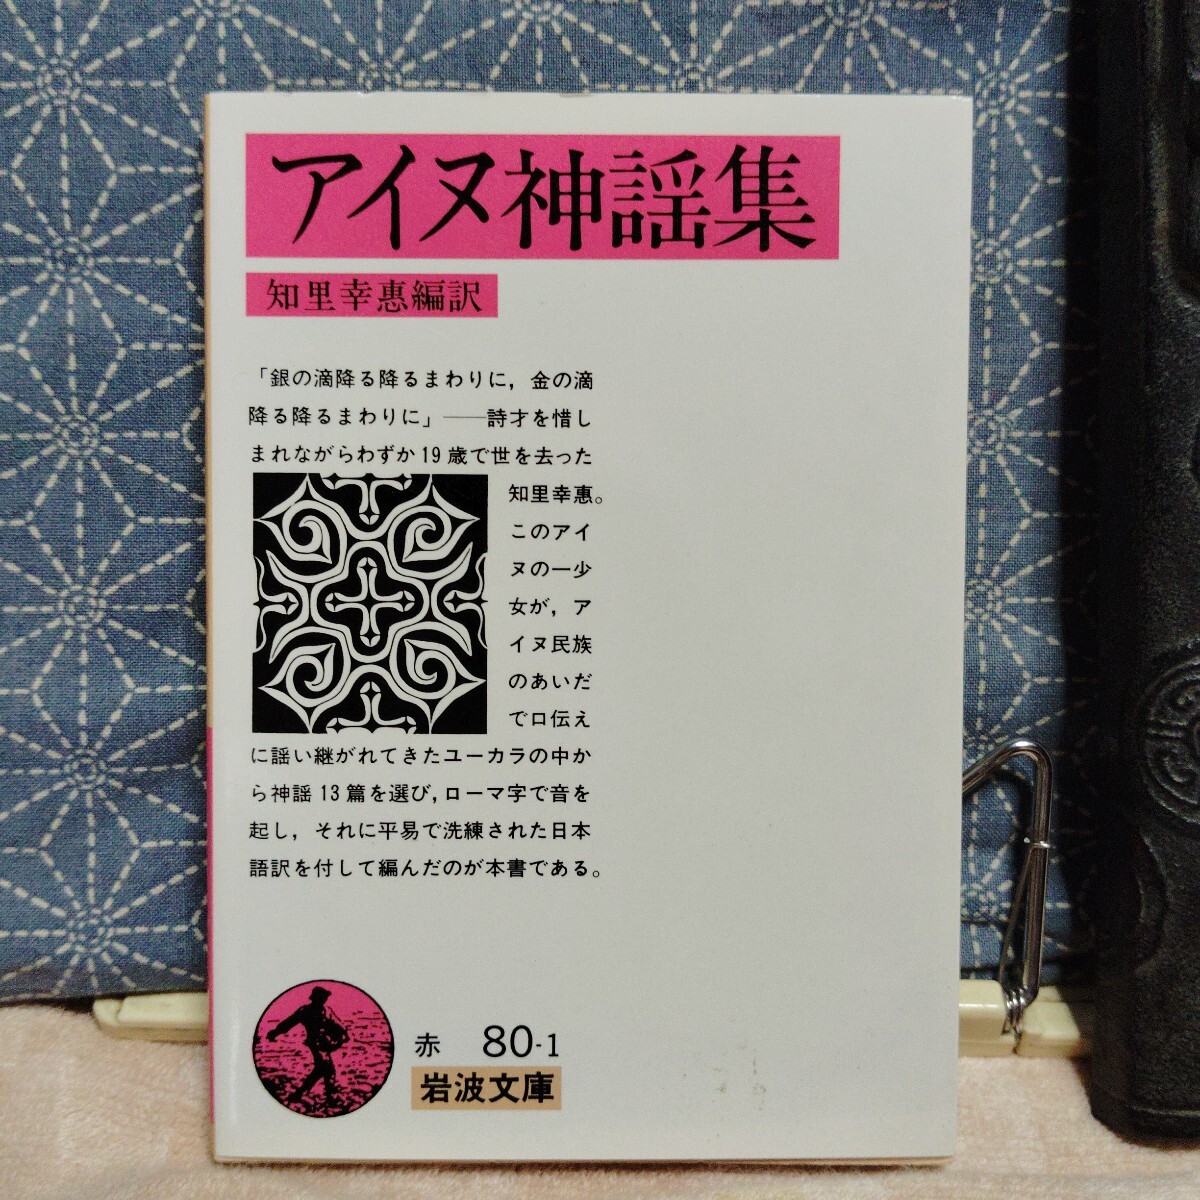 アイヌ神謡集
知里幸惠編訳
「銀の滴降る降るまわりに，金の滴
降る降るまわりに」──詩才を惜し
まれながらわずか19歳で世を去った
知里幸恵。
このアイ
ヌの一少
女が，ア
イヌ民族
のあいだ
で口伝え
に謡い継がれてきたユーカラの中か
ら神謡13篇を選び，ローマ字で音を
起し，それに平易で洗練された日本
語訳を付して編んだのが本書である。
赤 80-1
岩波文庫